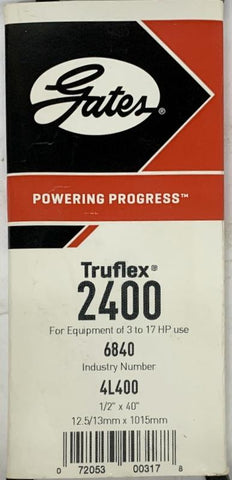 Gates®
POWERING PROGRESS™
Truflex®
2400
For Equipment of 3 to 17 HP use
6840
Industry Number
4L400
1/2" x 40"
12.5/13mm x 1015mm
0 72053 00317 8